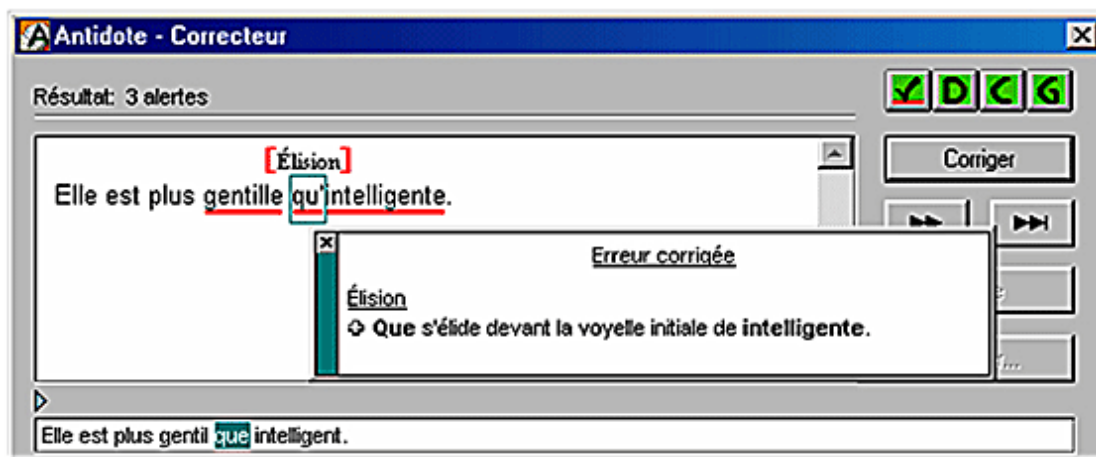 Antidote - Correcteur
Résultat: 3 alertes
D C G
[Élision]
Corriger
Elle est plus gentille qu'intelligente.
Erreur corrigée
Élision
Que s'élide devant la voyelle initiale de intelligente.
Elle est plus gentil que intelligent.